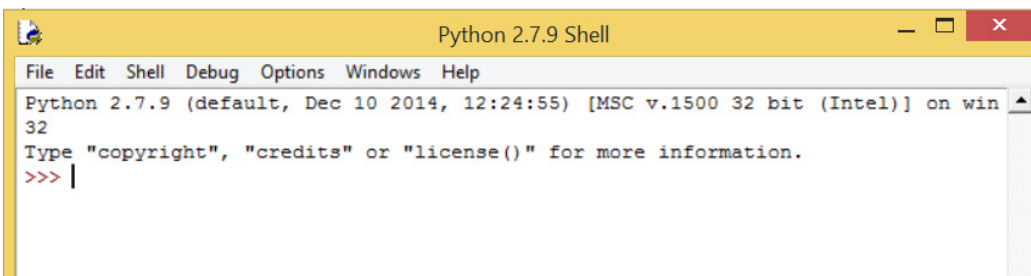 Python 2.7.9 Shell
File Edit Shell Debug Options Windows Help
Python 2.7.9 (default, Dec 10 2014, 12:24:55) [MSC v.1500 32 bit (Intel)] on win
32
Type "copyright", "credits" or "license()" for more information.
>>>